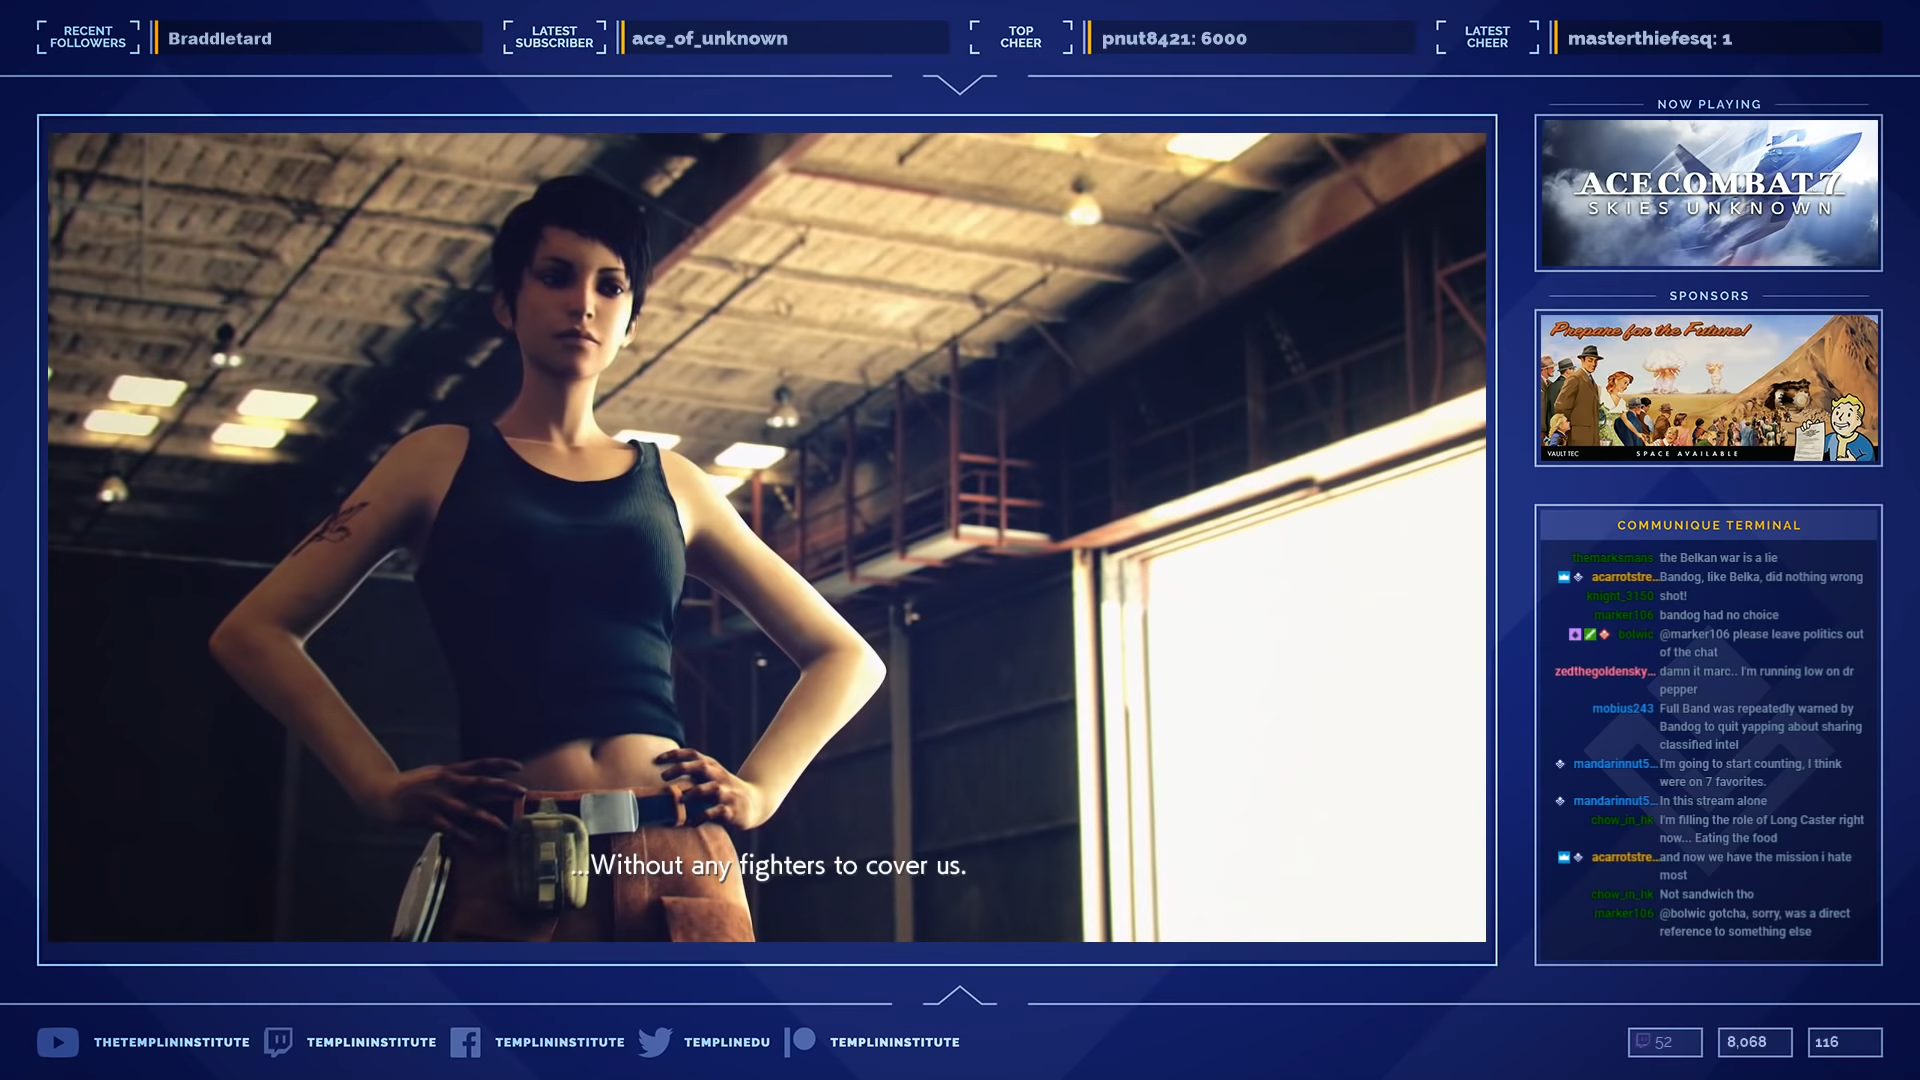 RECENT
FOLLOWERS
Braddletard
LATEST
SUBSCRIBER
ace_of_unknown
TOP
CHEER
pnut8421: 6000
LATEST
CHEER
masterthiefesq: 1
NOW PLAYING
ACE COMBAT 7
SKIES UNKNOWN
SPONSORS
Prepare for the Future!
VAULT TEC
SPACE AVAILABLE
...Without any fighters to cover us.
COMMUNIQUE TERMINAL
themarksmans the Belkan war is a lie
acarrotstre... Bandog, like Belka, did nothing wrong
knight_3150 shot!
marker106 bandog had no choice
bolwic @marker106 please leave politics out
of the chat
zedthegoldensky... damn it marc.. I'm running low on dr
pepper
mobius243 Full Band was repeatedly warned by
Bandog to quit yapping about sharing
classified intel
mandarinnut5... I'm going to start counting, I think
were on 7 favorites.
mandarinnut5... In this stream alone
chow_in_hk I'm filling the role of Long Caster right
now... Eating the food
acarrotstre... and now we have the mission i hate
most
chow_in_hk Not sandwich tho
marker106 @bolwic gotcha, sorry, was a direct
reference to something else
THETEMPLININSTITUTE
TEMPLININSTITUTE
TEMPLININSTITUTE
TEMPLINEDU
TEMPLININSTITUTE
52
8,068
116